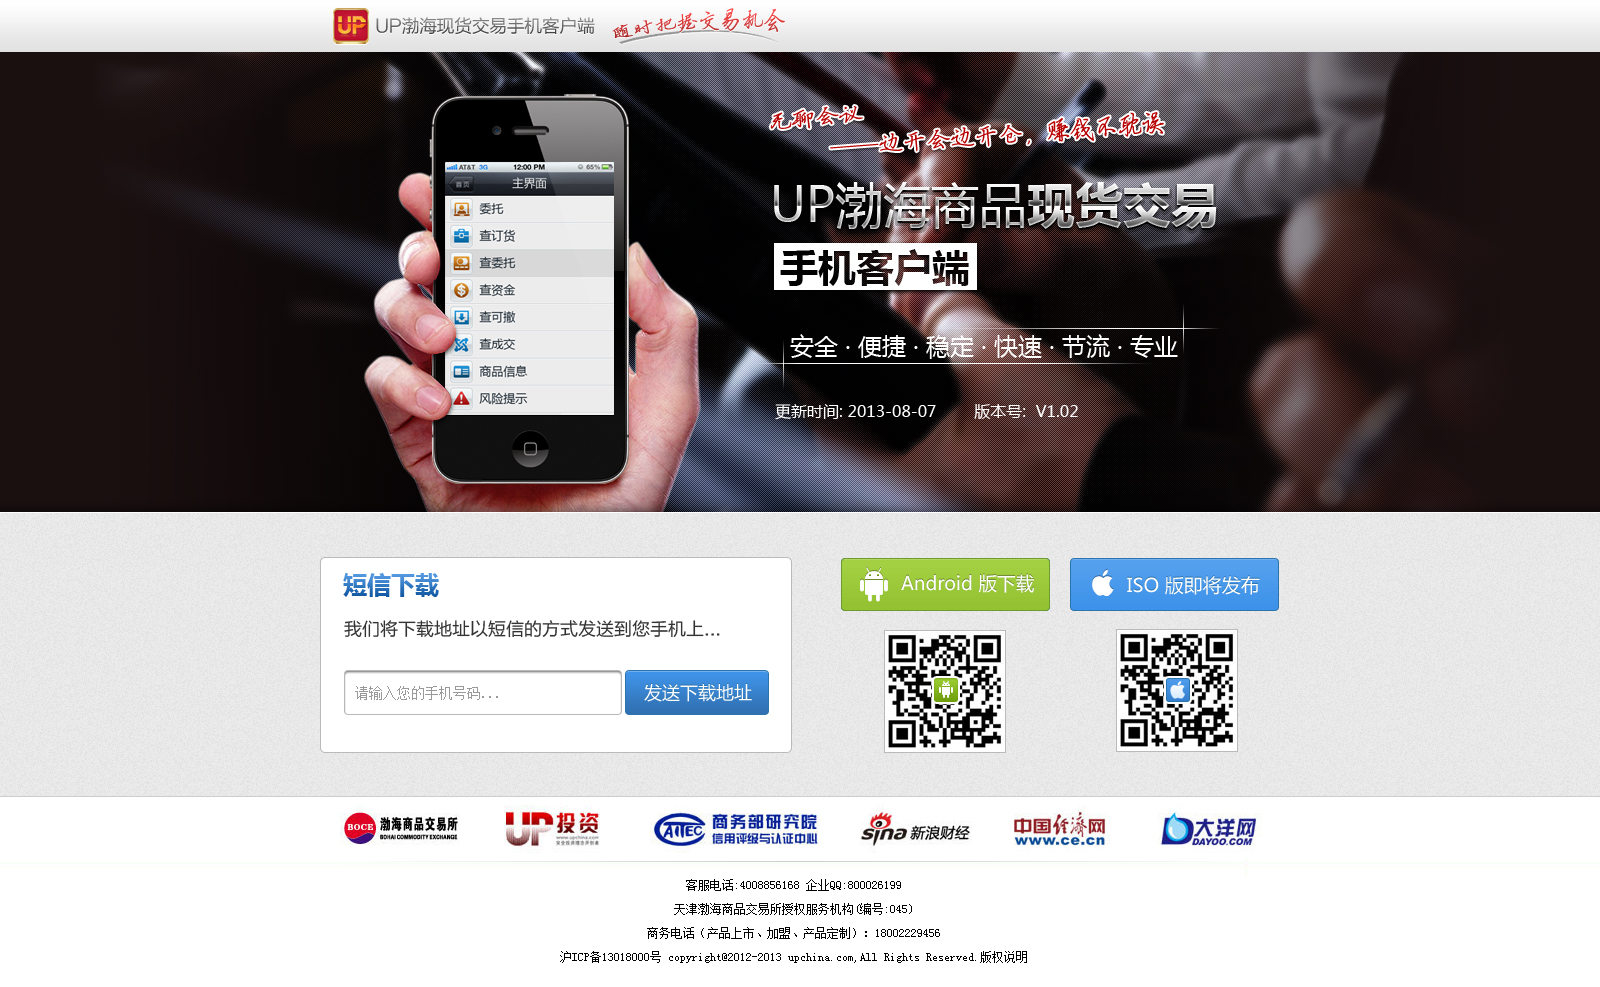 UP UP渤海现货交易手机客户端 随时把握交易机会
无聊会议
——边开会边开仓，赚钱不耽误
UP渤海商品现货交易
手机客户端
安全 · 便捷 · 稳定 · 快速 · 节流 · 专业
更新时间: 2013-08-07 版本号: V1.02
AT&T 3G 12:00 PM 65%
首页 主界面
委托
查订货
查委托
查资金
查可撤
查成交
商品信息
风险提示
短信下载
我们将下载地址以短信的方式发送到您手机上...
请输入您的手机号码...
发送下载地址
Android 版下载
ISO 版即将发布
BOCE 渤海商品交易所
BOHAI COMMODITY EXCHANGE
UP投资
www.upchina.com
AITEC 商务部研究院
信用评级与认证中心
sina 新浪财经
中国经济网
www.ce.cn
大洋网
DAYOO.COM
客服电话:4008856168 企业QQ:800026199
天津渤海商品交易所授权服务机构(编号:045)
商务电话（产品上市、加盟、产品定制）: 18002229456
沪ICP备13018000号 copyright@2012-2013 upchina.com,All Rights Reserved.版权说明